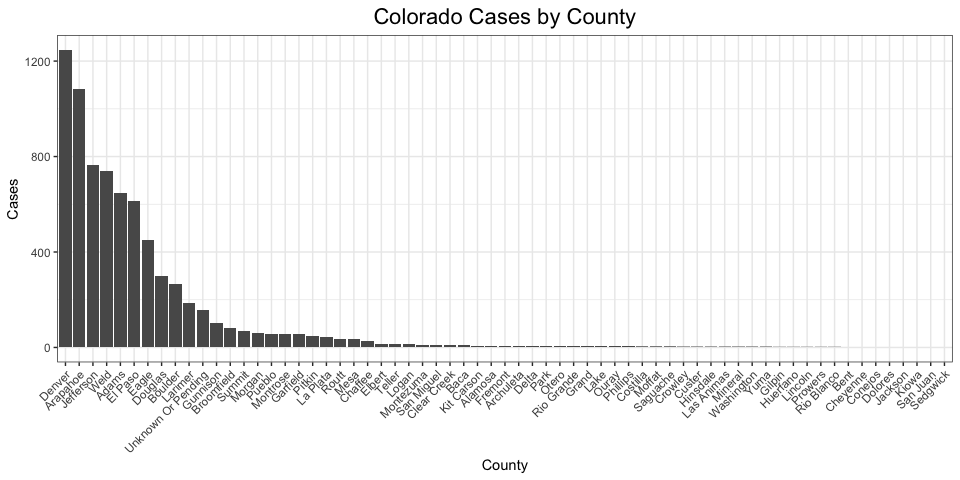 Colorado Cases by County
1200
800
400
0
Cases
Denver
Arapahoe
Jefferson
Weld
Adams
El Paso
Eagle
Douglas
Boulder
Larimer
Unknown Or Pending
Gunnison
Broomfield
Summit
Morgan
Pueblo
Montrose
Garfield
Pitkin
La Plata
Routt
Mesa
Chaffee
Elbert
Teller
Logan
Montezuma
San Miguel
Clear Creek
Baca
Kit Carson
Alamosa
Fremont
Archuleta
Delta
Park
Otero
Rio Grande
Grand
Lake
Ouray
Phillips
Costilla
Moffat
Saguache
Crowley
Custer
Hinsdale
Las Animas
Mineral
Washington
Yuma
Gilpin
Huerfano
Lincoln
Prowers
Rio Blanco
Bent
Cheyenne
Conejos
Dolores
Jackson
Kiowa
San Juan
Sedgwick
County